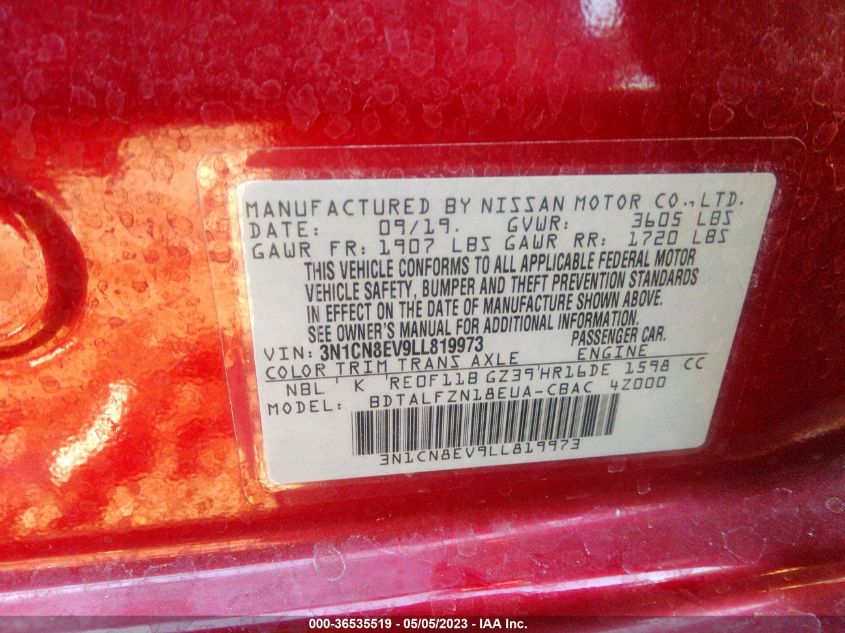 MANUFACTURED BY NISSAN MOTOR CO.,LTD.
DATE: 09/19. GVWR: 3605 LBS
GAWR FR: 1907 LBS GAWR RR: 1720 LBS
THIS VEHICLE CONFORMS TO ALL APPLICABLE FEDERAL MOTOR
VEHICLE SAFETY, BUMPER AND THEFT PREVENTION STANDARDS
IN EFFECT ON THE DATE OF MANUFACTURE SHOWN ABOVE.
SEE OWNER'S MANUAL FOR ADDITIONAL INFORMATION.
VIN: 3N1CN8EV9LL819973 PASSENGER CAR.
COLOR TRIM TRANS AXLE ENGINE
NBL K RE0F11B GZ39 HR16DE 1598 CC
MODEL: BDTALFZN18EUA-CBAC 4Z000
3N1CN8EV9LL819973
000-36535519 - 05/05/2023 - IAA Inc.